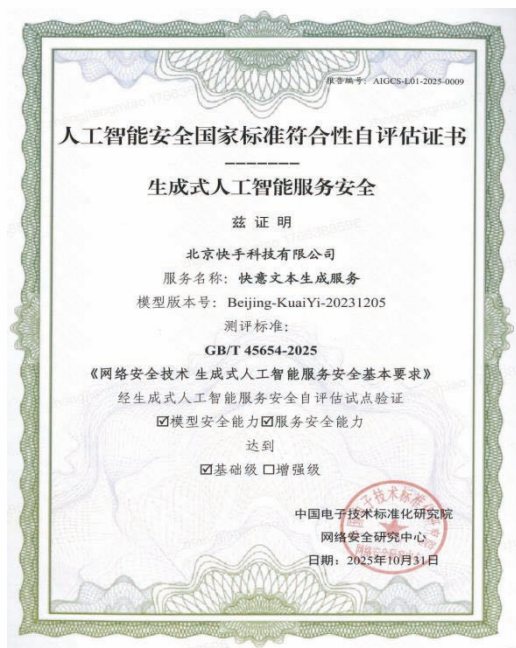 报告编号：AIGCS-L01-2025-0009
人工智能安全国家标准符合性自评估证书
———————
生成式人工智能服务安全
兹 证 明
北京快手科技有限公司
服务名称：快意文本生成服务
模型版本号：Beijing-KuaiYi-20231205
测评标准：
GB/T 45654-2025
《网络安全技术 生成式人工智能服务安全基本要求》
经生成式人工智能服务安全自评估试点验证
☑模型安全能力☑服务安全能力
达到
☑基础级 ☐增强级
中国电子技术标准化研究院
网络安全研究中心
日期：2025年10月31日